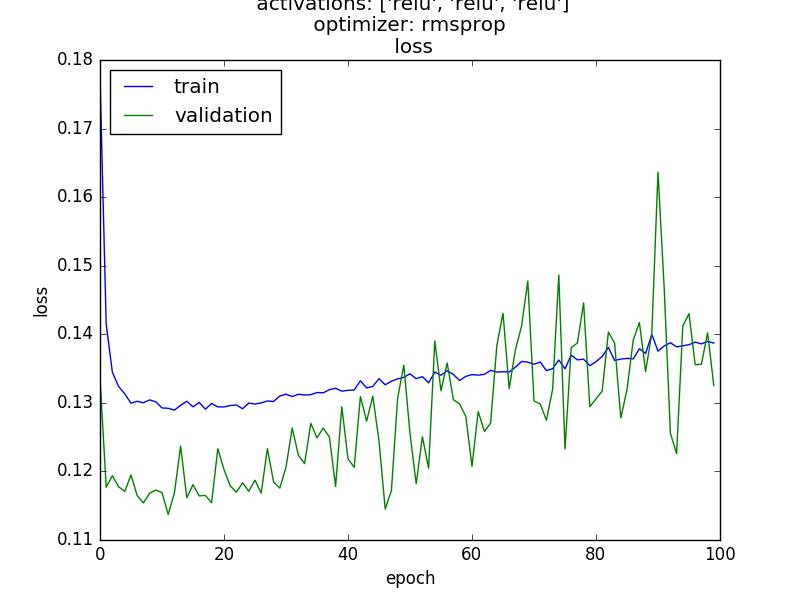 activations: ['relu', 'relu', 'relu']
optimizer: rmsprop
loss
0.18
0.17
0.16
0.15
0.14
0.13
0.12
0.11
loss
train
validation
0
20
40
60
80
100
epoch